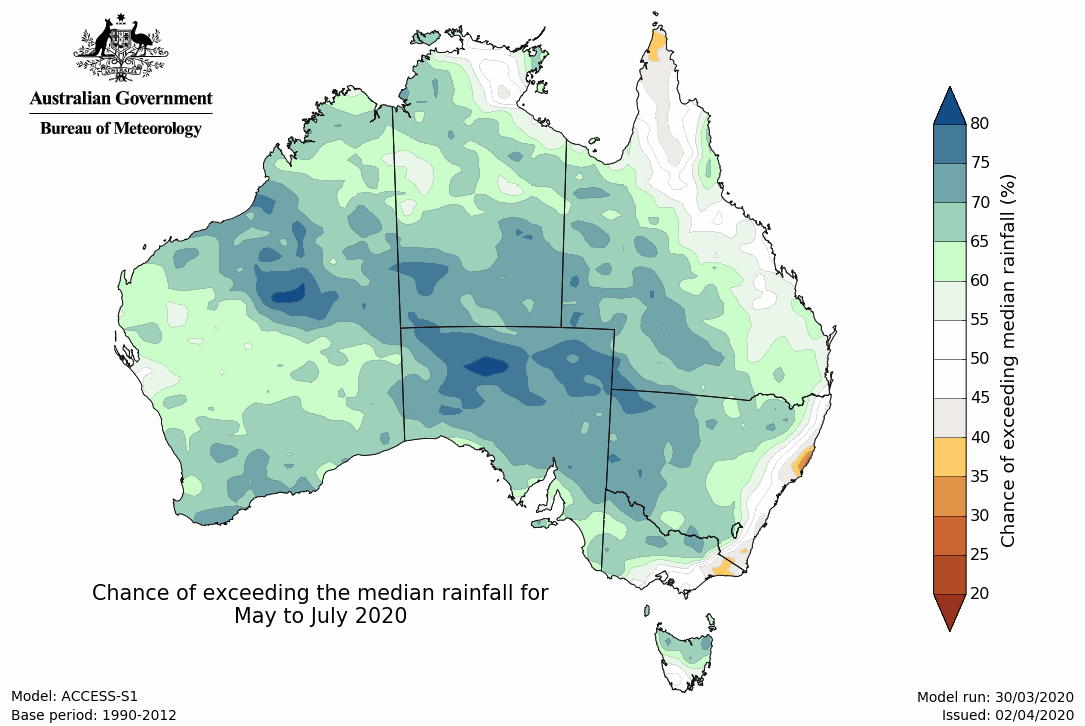 Australian Government
Bureau of Meteorology
80
75
70
65
60
55
50
45
40
35
30
25
20
Chance of exceeding median rainfall (%)
Chance of exceeding the median rainfall for
May to July 2020
Model: ACCESS-S1
Base period: 1990-2012
Model run: 30/03/2020
Issued: 02/04/2020